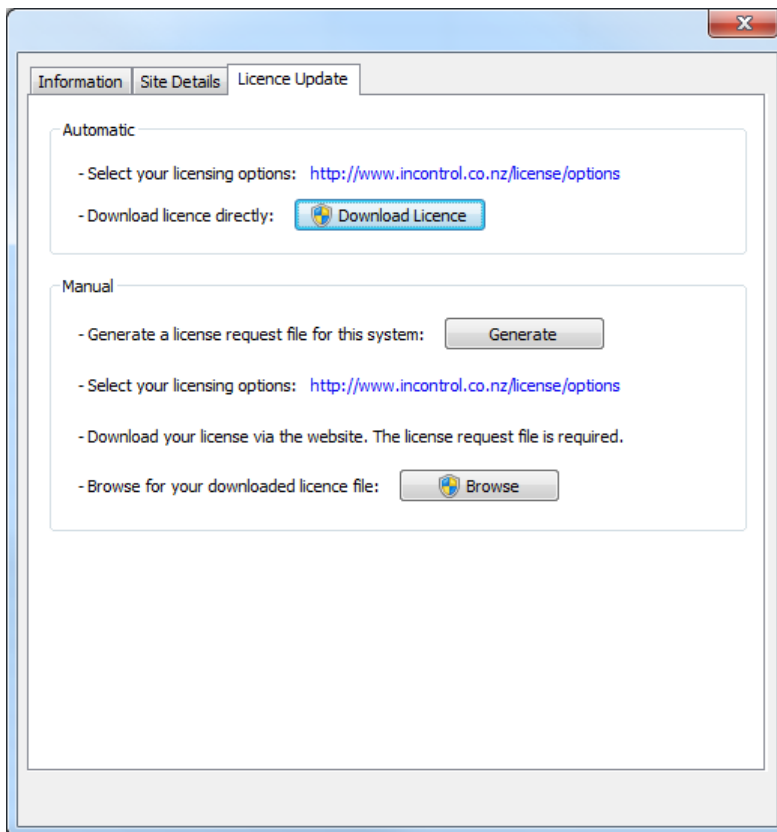 Information Site Details Licence Update
Automatic
- Select your licensing options: http://www.incontrol.co.nz/license/options
- Download licence directly: Download Licence
Manual
- Generate a license request file for this system: Generate
- Select your licensing options: http://www.incontrol.co.nz/license/options
- Download your license via the website. The license request file is required.
- Browse for your downloaded licence file: Browse